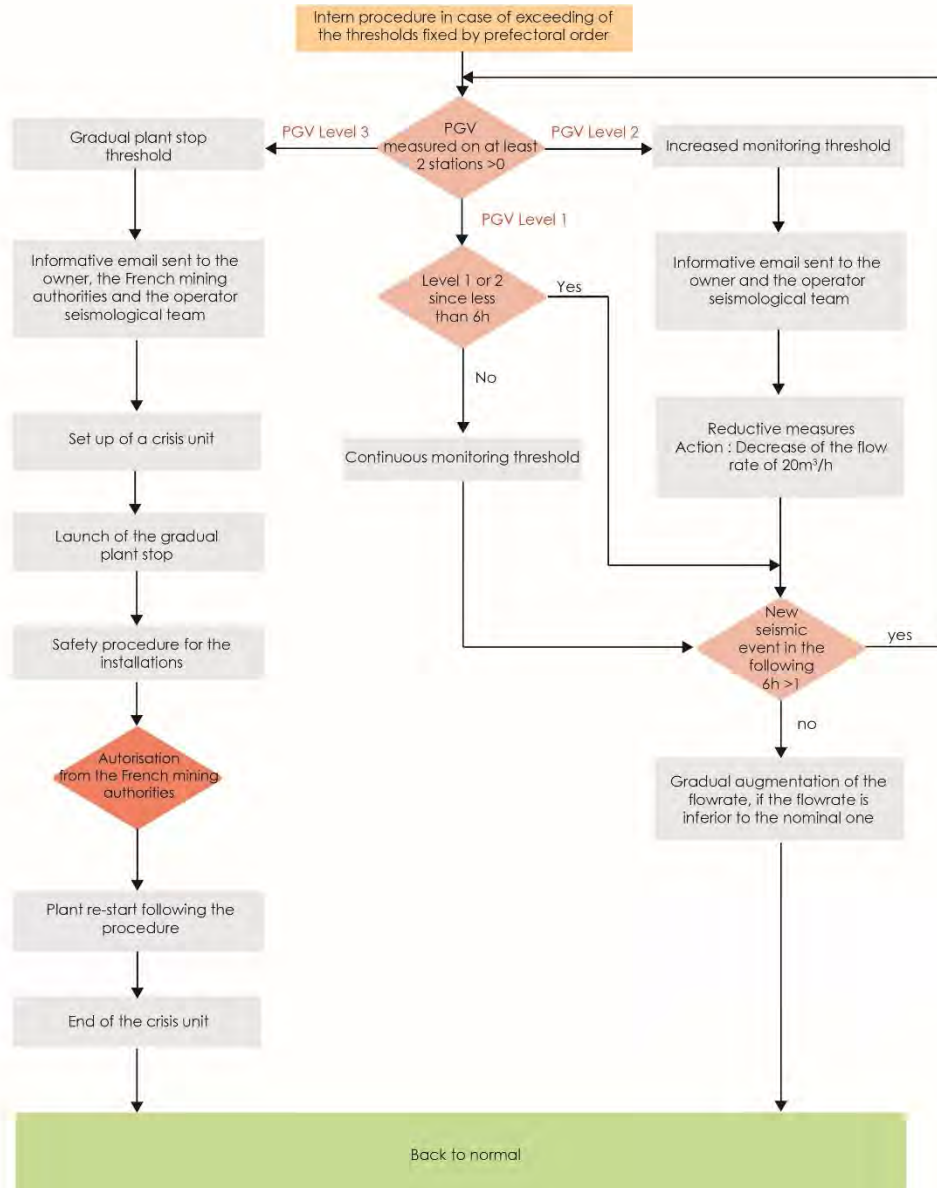 Intern procedure in case of exceeding of
the thresholds fixed by prefectoral order
PGV
measured on at least
2 stations >0
PGV Level 3
PGV Level 2
PGV Level 1
Gradual plant stop
threshold
Informative email sent to the
owner, the French mining
authorities and the operator
seismological team
Set up of a crisis unit
Launch of the gradual
plant stop
Safety procedure for the
installations
Autorisation
from the French mining
authorities
Plant re-start following the
procedure
End of the crisis unit
Level 1 or 2
since less
than 6h
Yes
No
Continuous monitoring threshold
Increased monitoring threshold
Informative email sent to the
owner and the operator
seismological team
Reductive measures
Action : Decrease of the flow
rate of 20m³/h
New
seismic
event in the
following
6h >1
yes
no
Gradual augmentation of the
flowrate, if the flowrate is
inferior to the nominal one
Back to normal